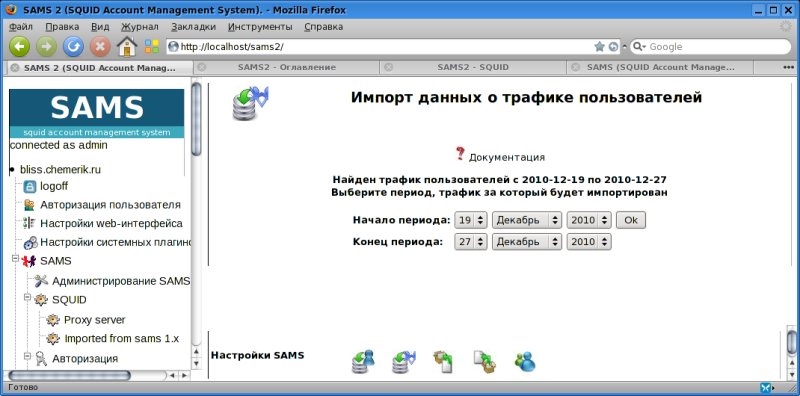 SAMS 2 (SQUID Account Management System). - Mozilla Firefox
Файл Правка Вид Журнал Закладки Инструменты Справка
http://localhost/sams2/
Google
SAMS 2 (SQUID Account Manag...
SAMS2 - Оглавление
SAMS2 - SQUID
SAMS (SQUID Account Manage...
SAMS
squid account management system
connected as admin
bliss.chemerik.ru
logoff
Авторизация пользователя
Настройки web-интерфейса
Настройки системных плагино
SAMS
Администрирование SAMS
SQUID
Proxy server
Imported from sams 1.x
Авторизация
Импорт данных о трафике пользователей
Документация
Найден трафик пользователей с 2010-12-19 по 2010-12-27
Выберите период, трафик за который будет импортирован
Начало периода: 19 Декабрь 2010 Ok
Конец периода: 27 Декабрь 2010
Настройки SAMS
Готово